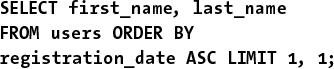 SELECT first_name, last_name
FROM users ORDER BY
registration_date ASC LIMIT 1, 1;